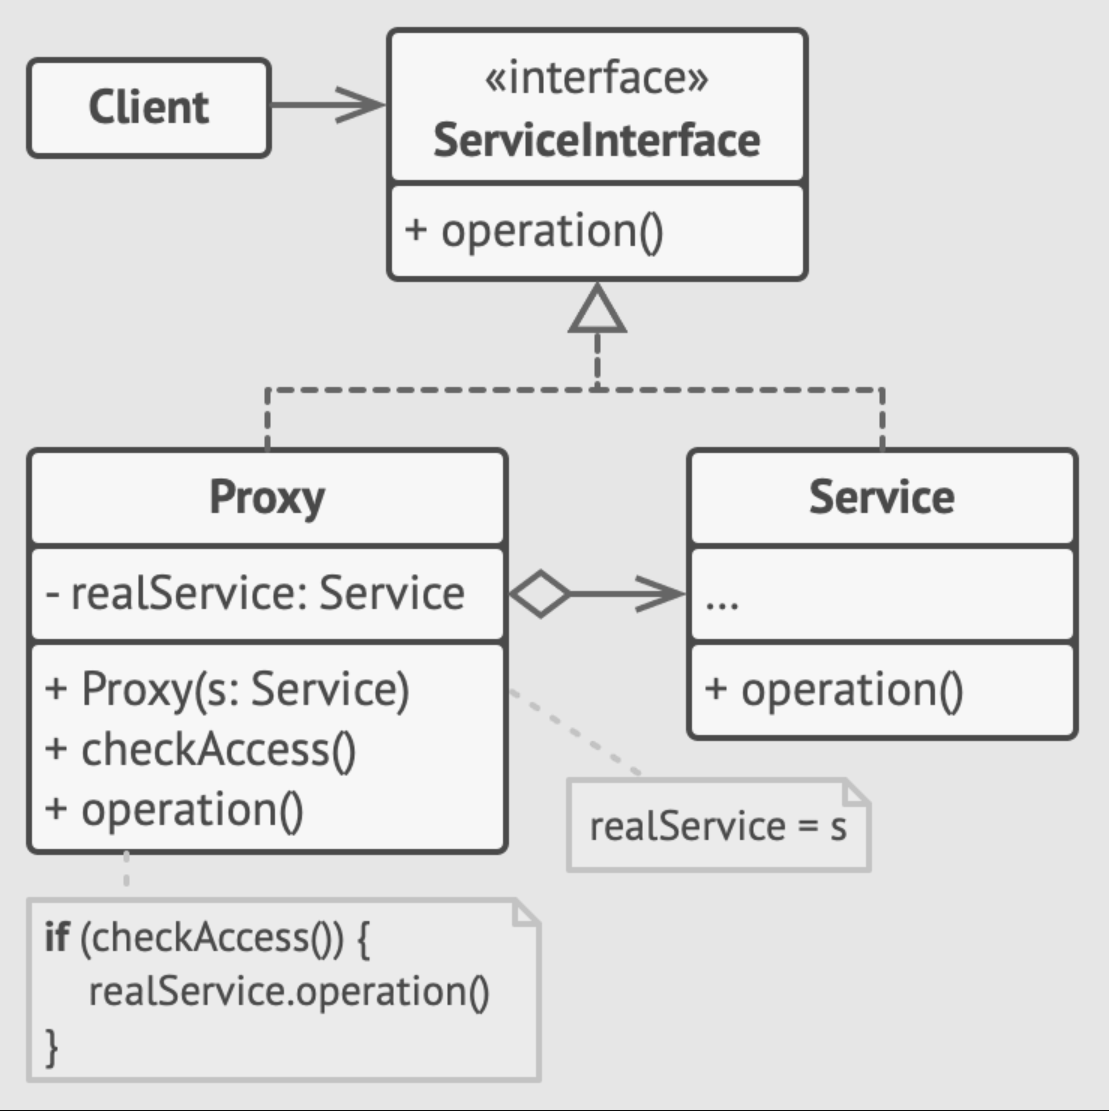 Client
«interface»
ServiceInterface
+ operation()
Proxy
- realService: Service
+ Proxy(s: Service)
+ checkAccess()
+ operation()
Service
...
+ operation()
realService = s
if (checkAccess()) {
realService.operation()
}